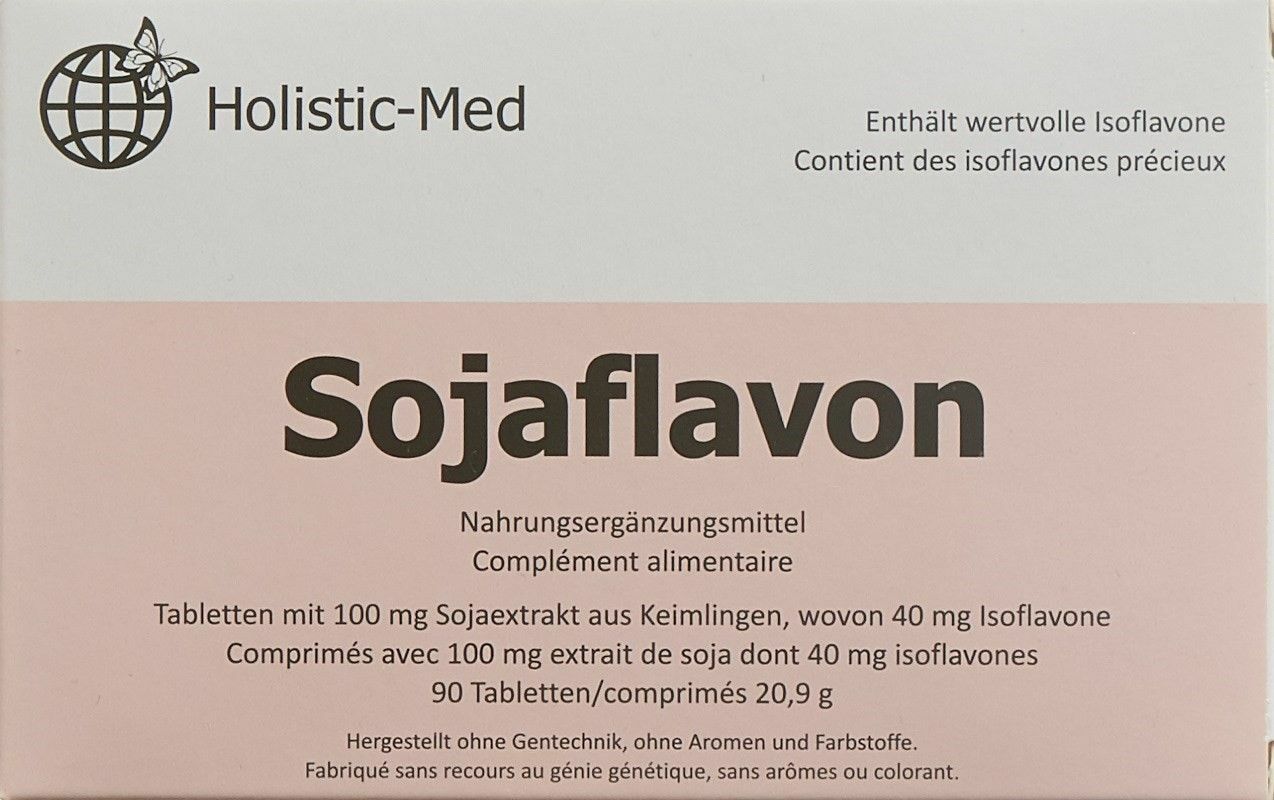 Holistic-Med
Enthält wertvolle Isoflavone
Contient des isoflavones précieux
Sojaflavon
Nahrungsergänzungsmittel
Complément alimentaire
Tabletten mit 100 mg Sojaextrakt aus Keimlingen, wovon 40 mg Isoflavone
Comprimés avec 100 mg extrait de soja dont 40 mg isoflavones
90 Tabletten/comprimés 20,9 g
Hergestellt ohne Gentechnik, ohne Aromen und Farbstoffe.
Fabriqué sans recours au génie génétique, sans arômes ou colorant.